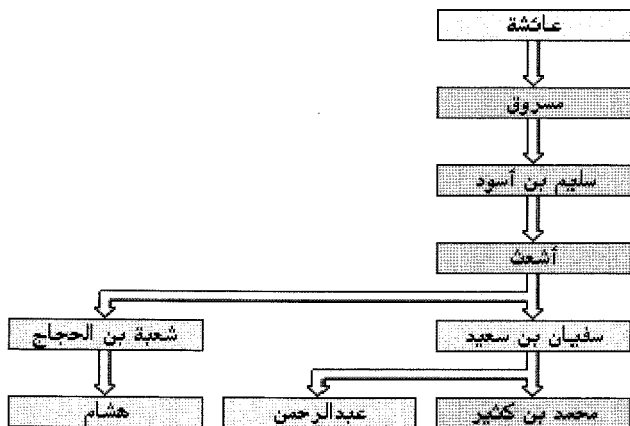 عائشة
مسروق
سليم بن أسود
أشعث
سفيان بن سعيد
شعبة بن الحجاج
محمد بن كثير
عبدالرحمن
هشام